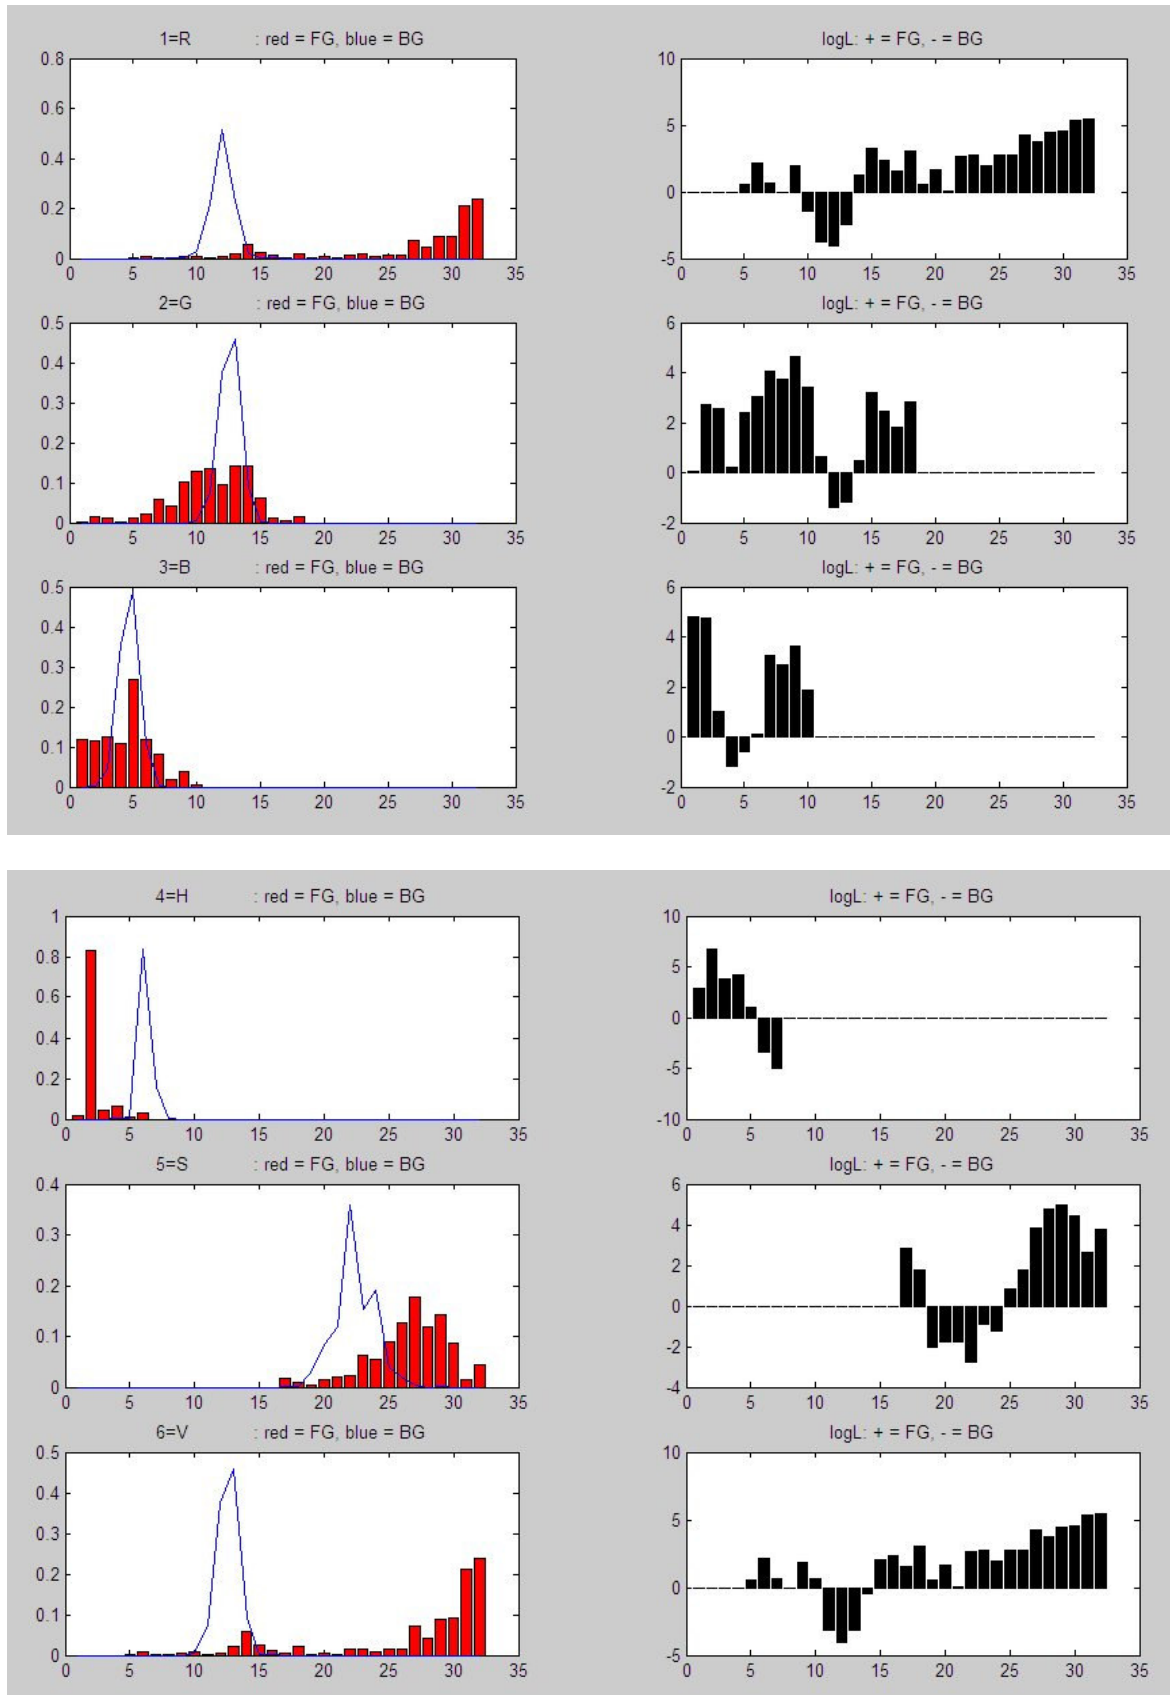 1=R : red = FG, blue = BG
0.8
0.6
0.4
0.2
0
0 5 10 15 20 25 30 35
logL: + = FG, - = BG
10
5
0
-5
0 5 10 15 20 25 30 35
2=G : red = FG, blue = BG
0.5
0.4
0.3
0.2
0.1
0
0 5 10 15 20 25 30 35
logL: + = FG, - = BG
6
4
2
0
-2
0 5 10 15 20 25 30 35
3=B : red = FG, blue = BG
0.5
0.4
0.3
0.2
0.1
0
0 5 10 15 20 25 30 35
logL: + = FG, - = BG
6
4
2
0
-2
0 5 10 15 20 25 30 35
4=H : red = FG, blue = BG
1
0.8
0.6
0.4
0.2
0
0 5 10 15 20 25 30 35
logL: + = FG, - = BG
10
5
0
-5
-10
0 5 10 15 20 25 30 35
5=S : red = FG, blue = BG
0.4
0.3
0.2
0.1
0
0 5 10 15 20 25 30 35
logL: + = FG, - = BG
6
4
2
0
-2
-4
0 5 10 15 20 25 30 35
6=V : red = FG, blue = BG
0.5
0.4
0.3
0.2
0.1
0
0 5 10 15 20 25 30 35
logL: + = FG, - = BG
10
5
0
-5
0 5 10 15 20 25 30 35